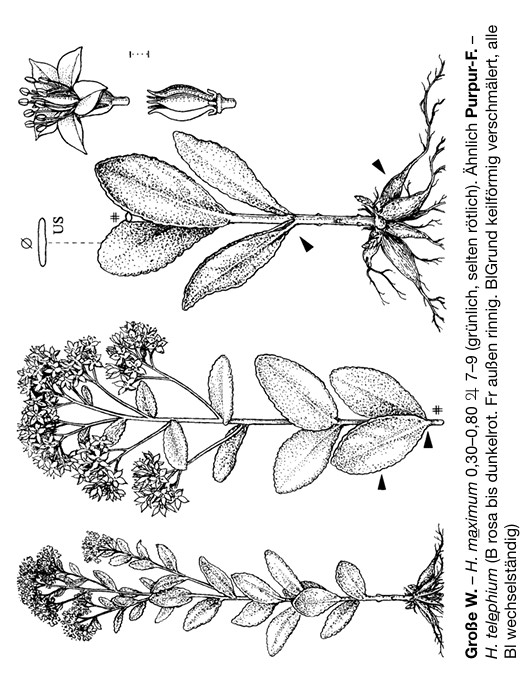 Ø
US
#
#
Große W. – H. maximum 0,30–0,80 ♃ 7–9 (grünlich, selten rötlich). Ähnlich Purpur-F. –
H. telephium (B rosa bis dunkelrot. Fr außen rinnig. BlGrund keilförmig verschmälert, alle
Bl wechselständig)